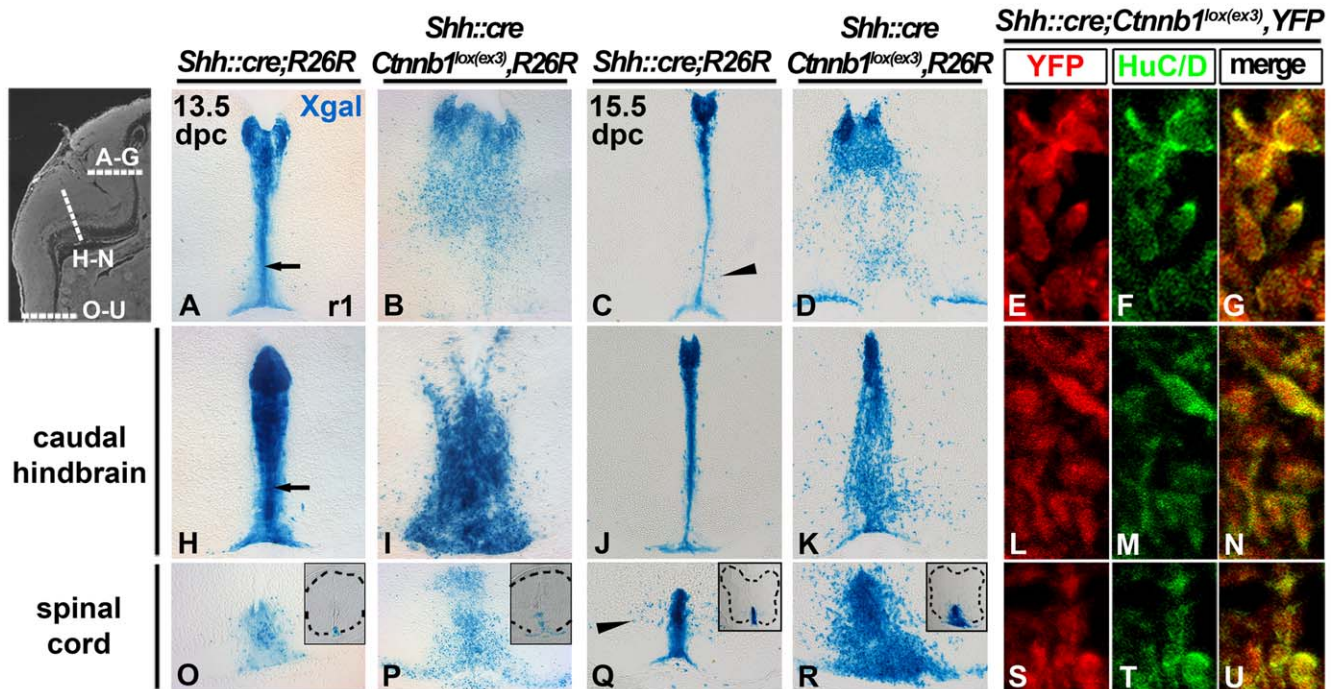 Shh::cre;R26R
Shh::cre
Ctnnb1lox(ex3),R26R
Shh::cre;R26R
Shh::cre
Ctnnb1lox(ex3),R26R
Shh::cre;Ctnnb1lox(ex3),YFP
YFP
HuC/D
merge
A-G
H-N
O-U
13.5
dpc
Xgal
A
r1
B
15.5
dpc
C
D
E
F
G
caudal
hindbrain
H
I
J
K
L
M
N
spinal
cord
O
P
Q
R
S
T
U